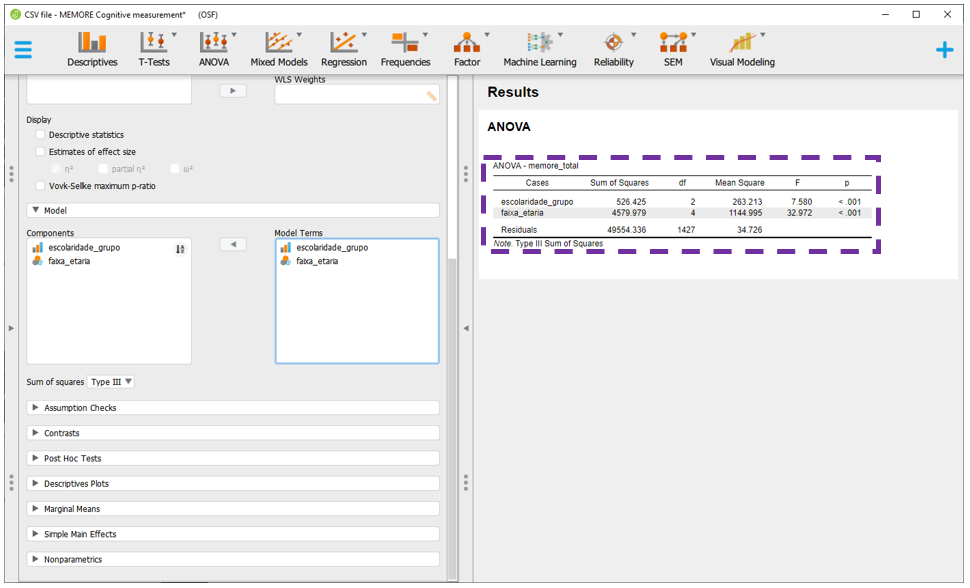 CSV file - MEMORE Cognitive measurement* (OSF)
Descriptives T-Tests ANOVA Mixed Models Regression Frequencies Factor Machine Learning Reliability SEM Visual Modeling
WLS Weights
Display
Descriptive statistics
Estimates of effect size
η² partial η² ω²
Vovk-Sellke maximum p-ratio
Model
Components Model Terms
escolaridade_grupo escolaridade_grupo
faixa_etaria faixa_etaria
Sum of squares Type III
Assumption Checks
Contrasts
Post Hoc Tests
Descriptives Plots
Marginal Means
Simple Main Effects
Nonparametrics
Results
ANOVA
ANOVA - memore_total
Cases Sum of Squares df Mean Square F p
escolaridade_grupo 526.425 2 263.213 7.580 < .001
faixa_etaria 4579.979 4 1144.995 32.972 < .001
Residuals 49554.336 1427 34.726
Note. Type III Sum of Squares